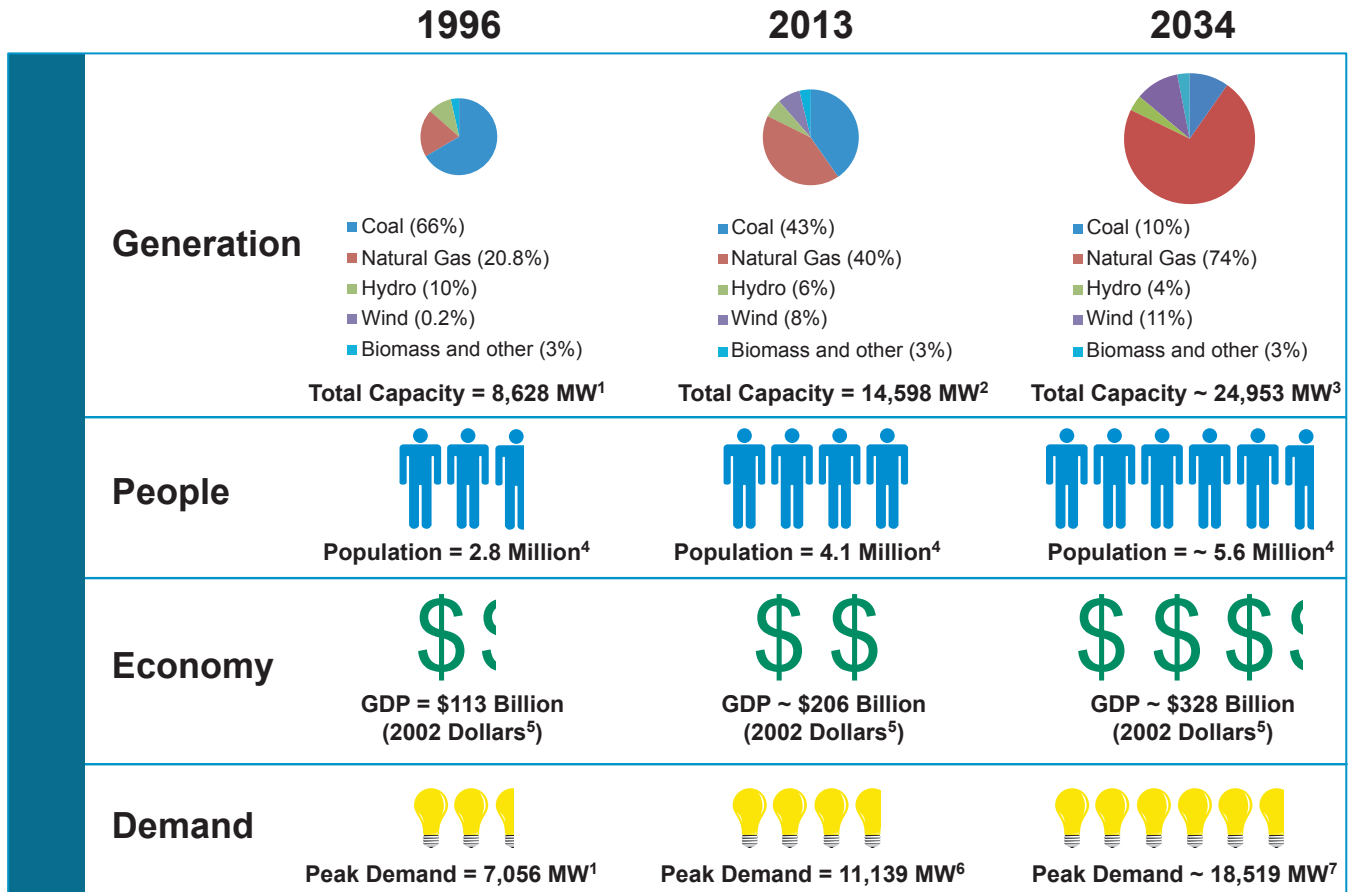 1996 2013 2034
Generation
Coal (66%)
Natural Gas (20.8%)
Hydro (10%)
Wind (0.2%)
Biomass and other (3%)
Total Capacity = 8,628 MW1
Coal (43%)
Natural Gas (40%)
Hydro (6%)
Wind (8%)
Biomass and other (3%)
Total Capacity = 14,598 MW2
Coal (10%)
Natural Gas (74%)
Hydro (4%)
Wind (11%)
Biomass and other (3%)
Total Capacity ~ 24,953 MW3
People
Population = 2.8 Million4
Population = 4.1 Million4
Population = ~ 5.6 Million4
Economy
$ $
GDP = $113 Billion
(2002 Dollars5)
$ $
GDP ~ $206 Billion
(2002 Dollars5)
$ $ $ $
GDP ~ $328 Billion
(2002 Dollars5)
Demand
Peak Demand = 7,056 MW1
Peak Demand = 11,139 MW6
Peak Demand ~ 18,519 MW7